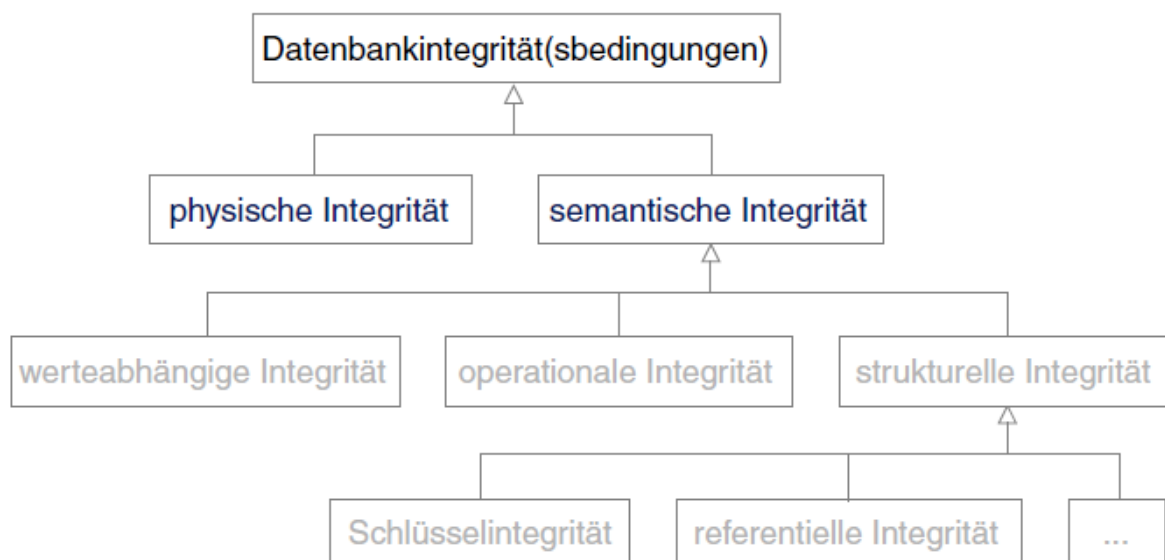 Datenbankintegrität(sbedingungen)
physische Integrität
semantische Integrität
werteabhängige Integrität
operationale Integrität
strukturelle Integrität
Schlüsselintegrität
referentielle Integrität
...